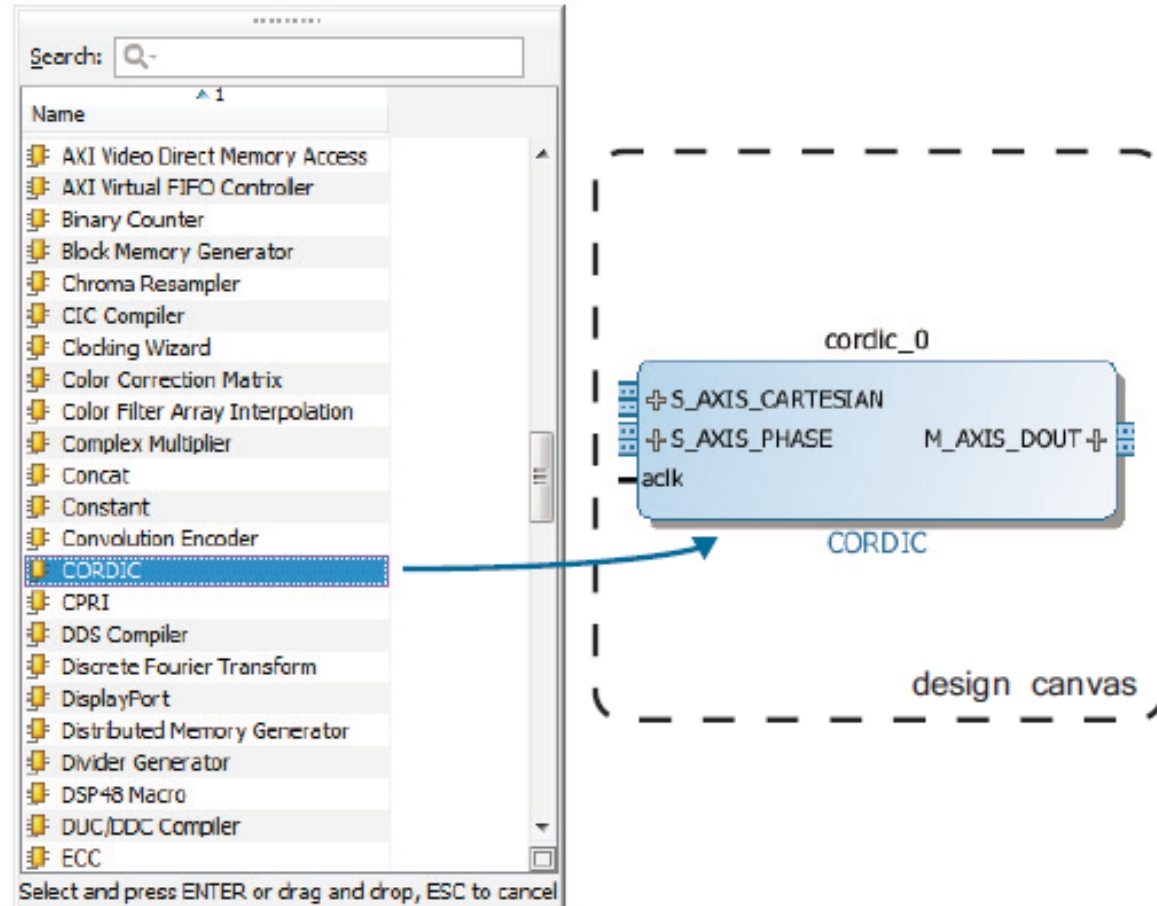 Search:
1
Name
AXI Video Direct Memory Access
AXI Virtual FIFO Controller
Binary Counter
Block Memory Generator
Chroma Resampler
CIC Compiler
Clocking Wizard
Color Correction Matrix
Color Filter Array Interpolation
Complex Multiplier
Concat
Constant
Convolution Encoder
CORDIC
CPRI
DDS Compiler
Discrete Fourier Transform
DisplayPort
Distributed Memory Generator
Divider Generator
DSP48 Macro
DUC/DDC Compiler
ECC
Select and press ENTER or drag and drop, ESC to cancel
cordic_0
S_AXIS_CARTESIAN
S_AXIS_PHASE M_AXIS_DOUT
aclk
CORDIC
design canvas